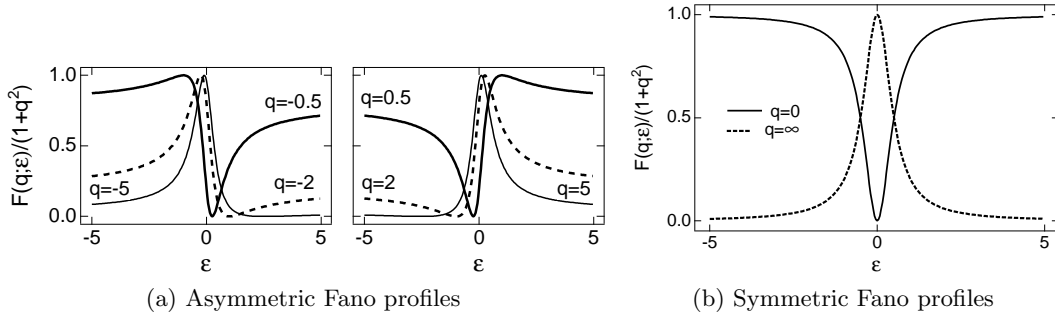 F(q;ε)/(1+q²)
1.0
0.5
0.0
q=-0.5
q=-5
q=-2
-5
0
5
ε
q=0.5
q=2
q=5
-5
0
5
ε
(a) Asymmetric Fano profiles
F(q;ε)/(1+q²)
1.0
0.5
0.0
q=0
q=∞
-5
0
5
ε
(b) Symmetric Fano profiles